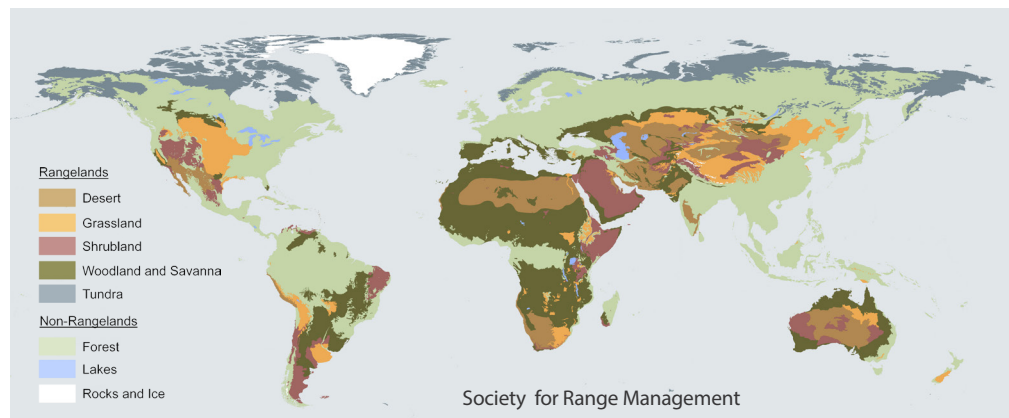 Rangelands
Desert
Grassland
Shrubland
Woodland and Savanna
Tundra
Non-Rangelands
Forest
Lakes
Rocks and Ice
Society for Range Management